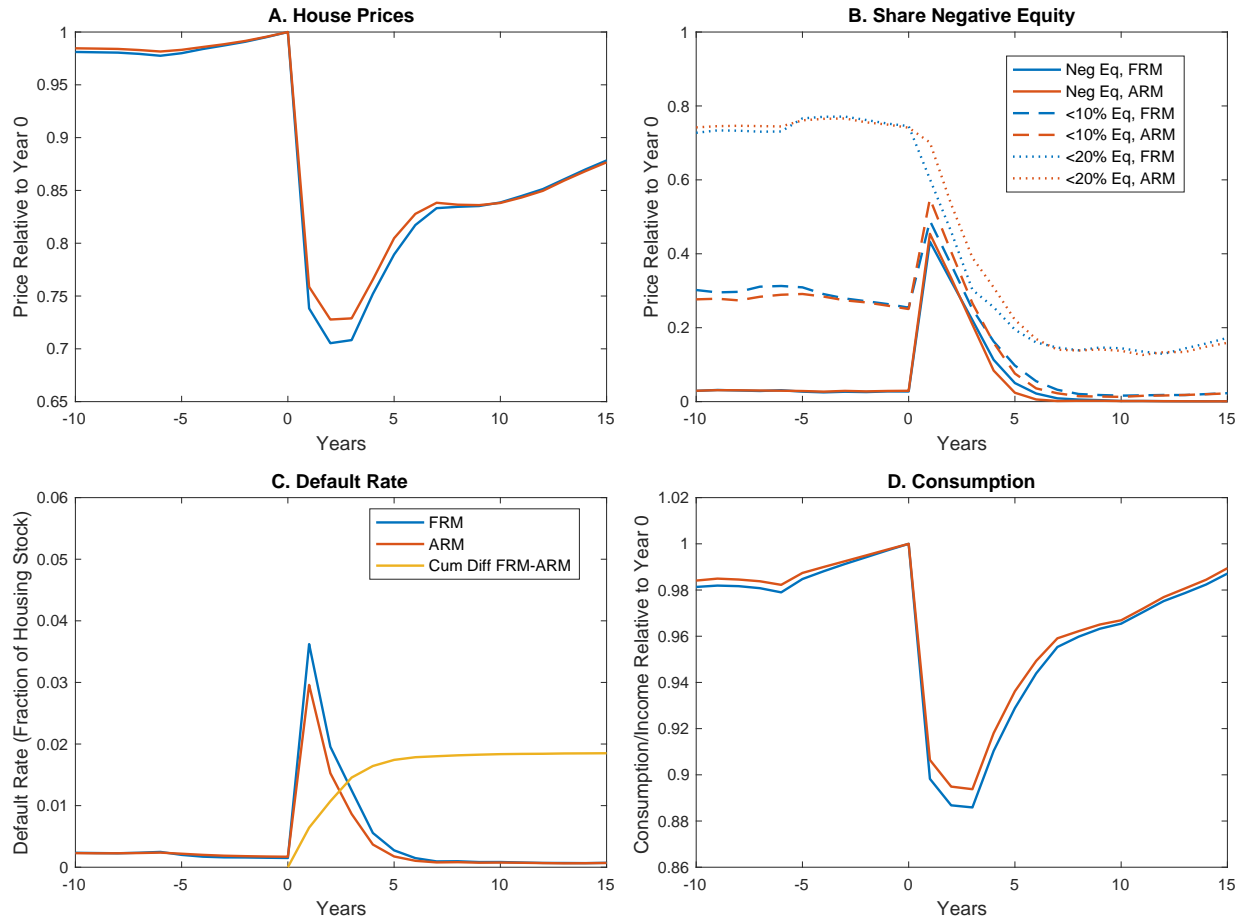 A. House Prices
Price Relative to Year 0
1
0.95
0.9
0.85
0.8
0.75
0.7
0.65
-10 -5 0 5 10 15
Years
B. Share Negative Equity
Price Relative to Year 0
1
0.8
0.6
0.4
0.2
0
Neg Eq, FRM
Neg Eq, ARM
<10% Eq, FRM
<10% Eq, ARM
<20% Eq, FRM
<20% Eq, ARM
-10 -5 0 5 10 15
Years
C. Default Rate
Default Rate (Fraction of Housing Stock)
0.06
0.05
0.04
0.03
0.02
0.01
0
FRM
ARM
Cum Diff FRM-ARM
-10 -5 0 5 10 15
Years
D. Consumption
Consumption/Income Relative to Year 0
1.02
1
0.98
0.96
0.94
0.92
0.9
0.88
0.86
-10 -5 0 5 10 15
Years